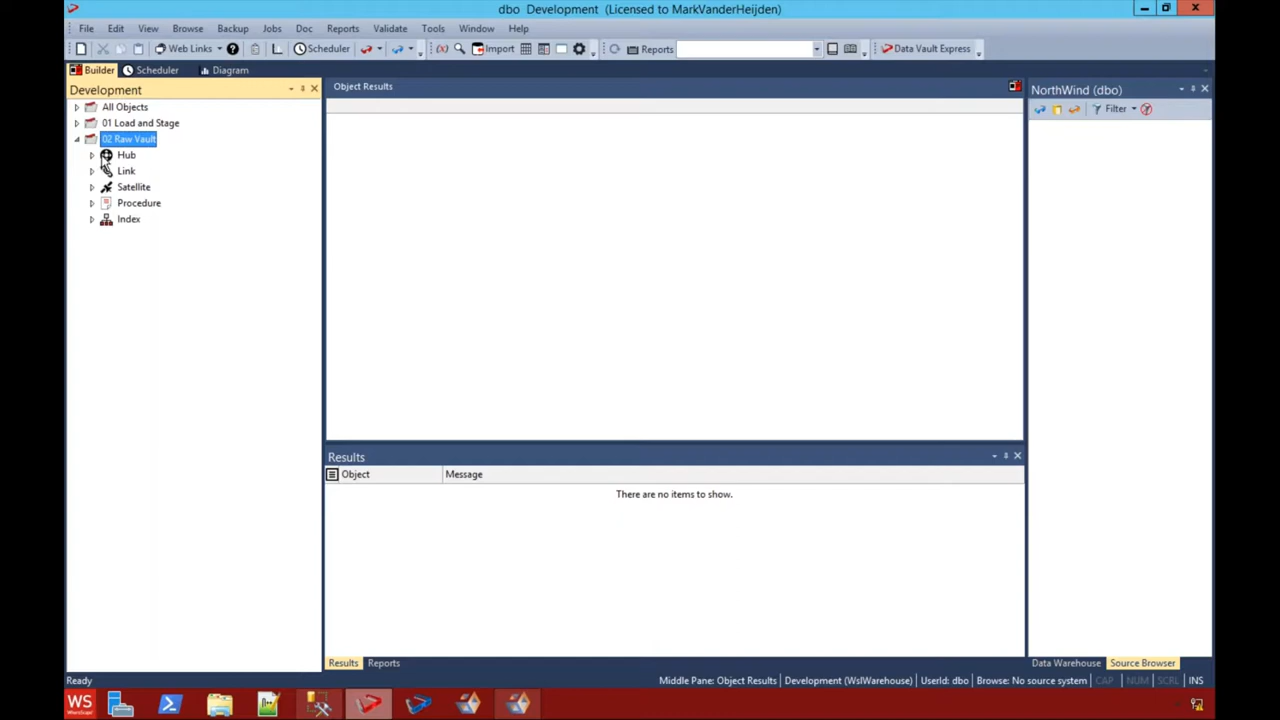 dbo Development (Licensed to MarkVanderHeijden)
File Edit View Browse Backup Jobs Doc Reports Validate Tools Window Help
Web Links Scheduler (x) Import Reports Data Vault Express
Builder Scheduler Diagram
Development
All Objects
01 Load and Stage
02 Raw Vault
Hub
Link
Satellite
Procedure
Index
Object Results
Results
Object Message
There are no items to show.
Results Reports
NorthWind (dbo)
Filter
Data Warehouse Source Browser
Ready Middle Pane: Object Results Development (WslWarehouse) UserId: dbo Browse: No source system CAP NUM SCRL INS
WS